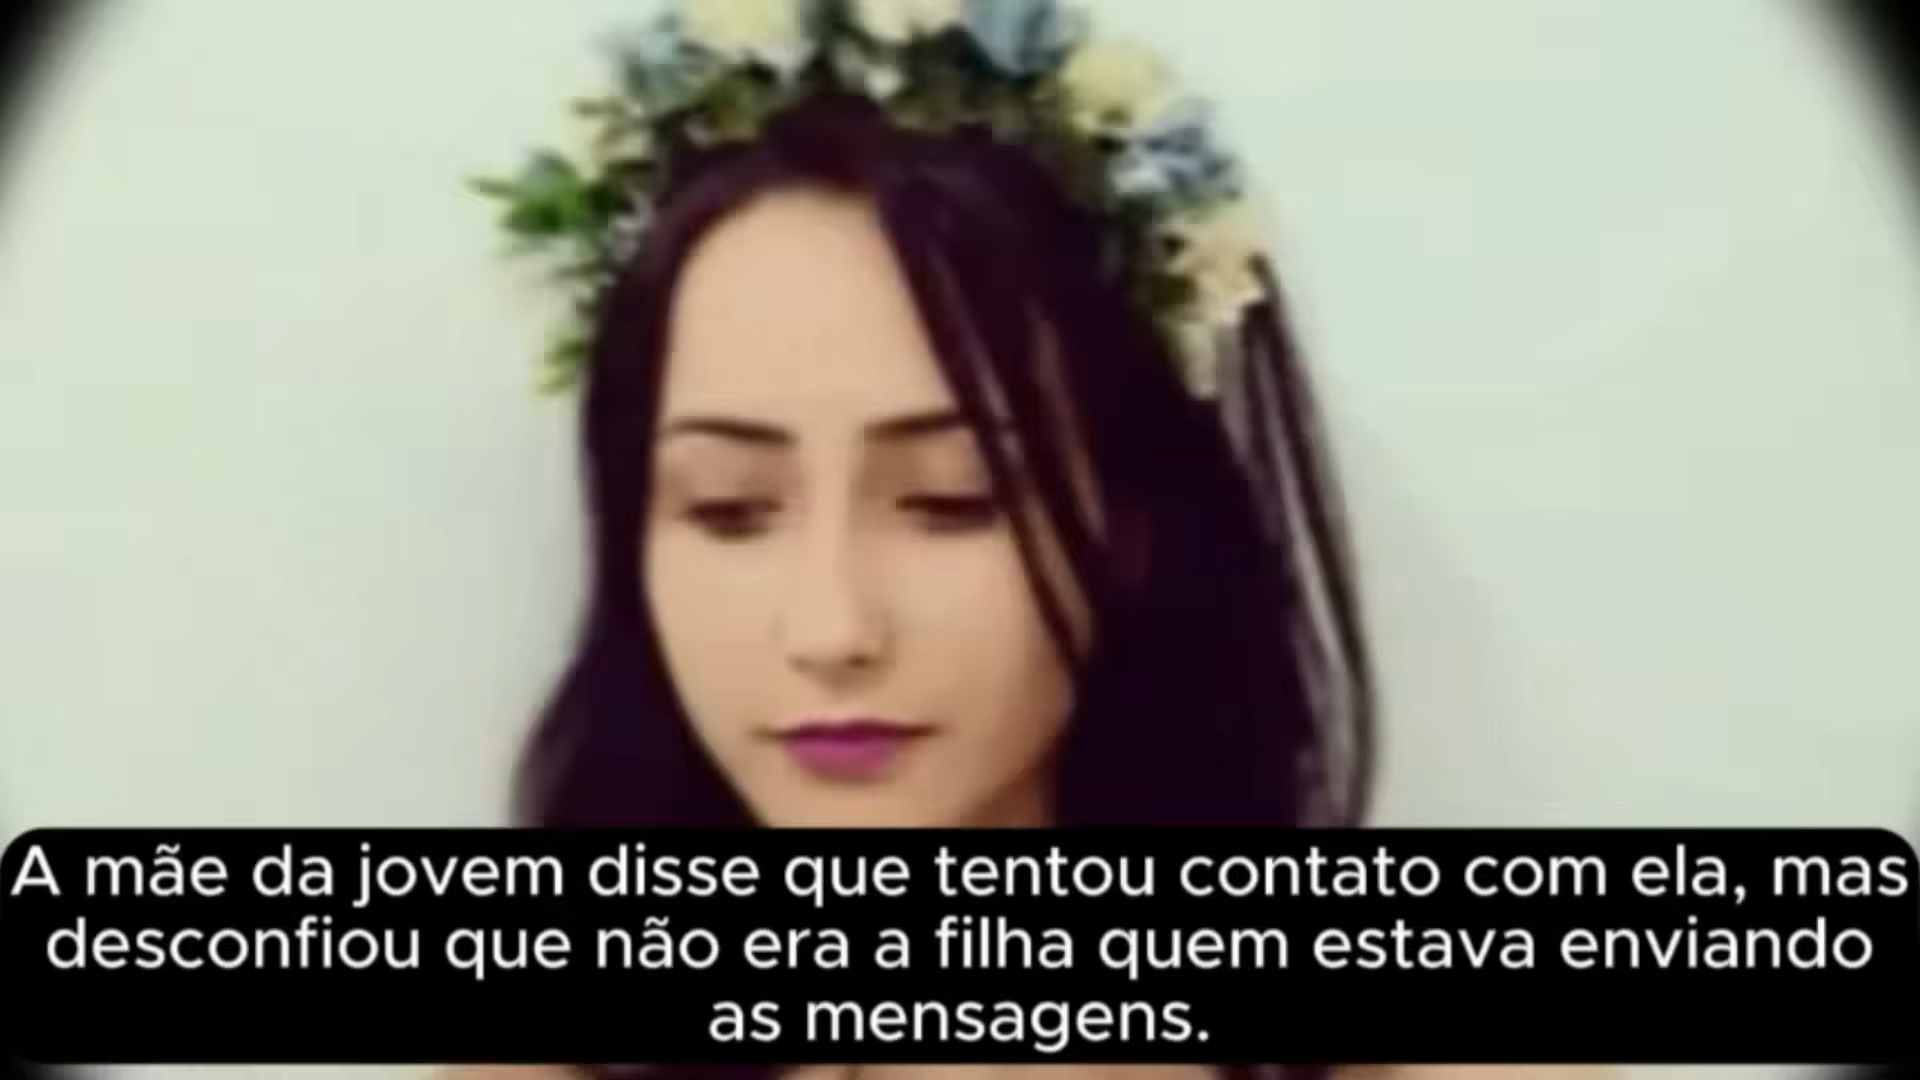 A mãe da jovem disse que tentou contato com ela, mas
desconfiou que não era a filha quem estava enviando
as mensagens.